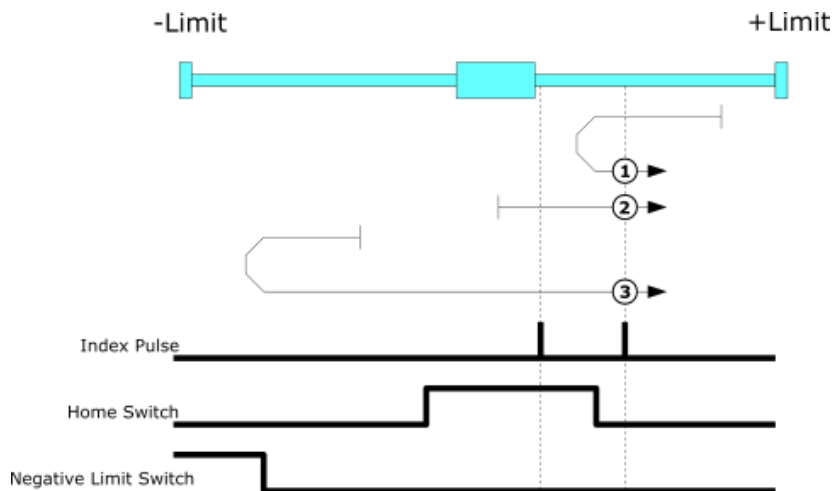 -Limit
+Limit
1
2
3
Index Pulse
Home Switch
Negative Limit Switch